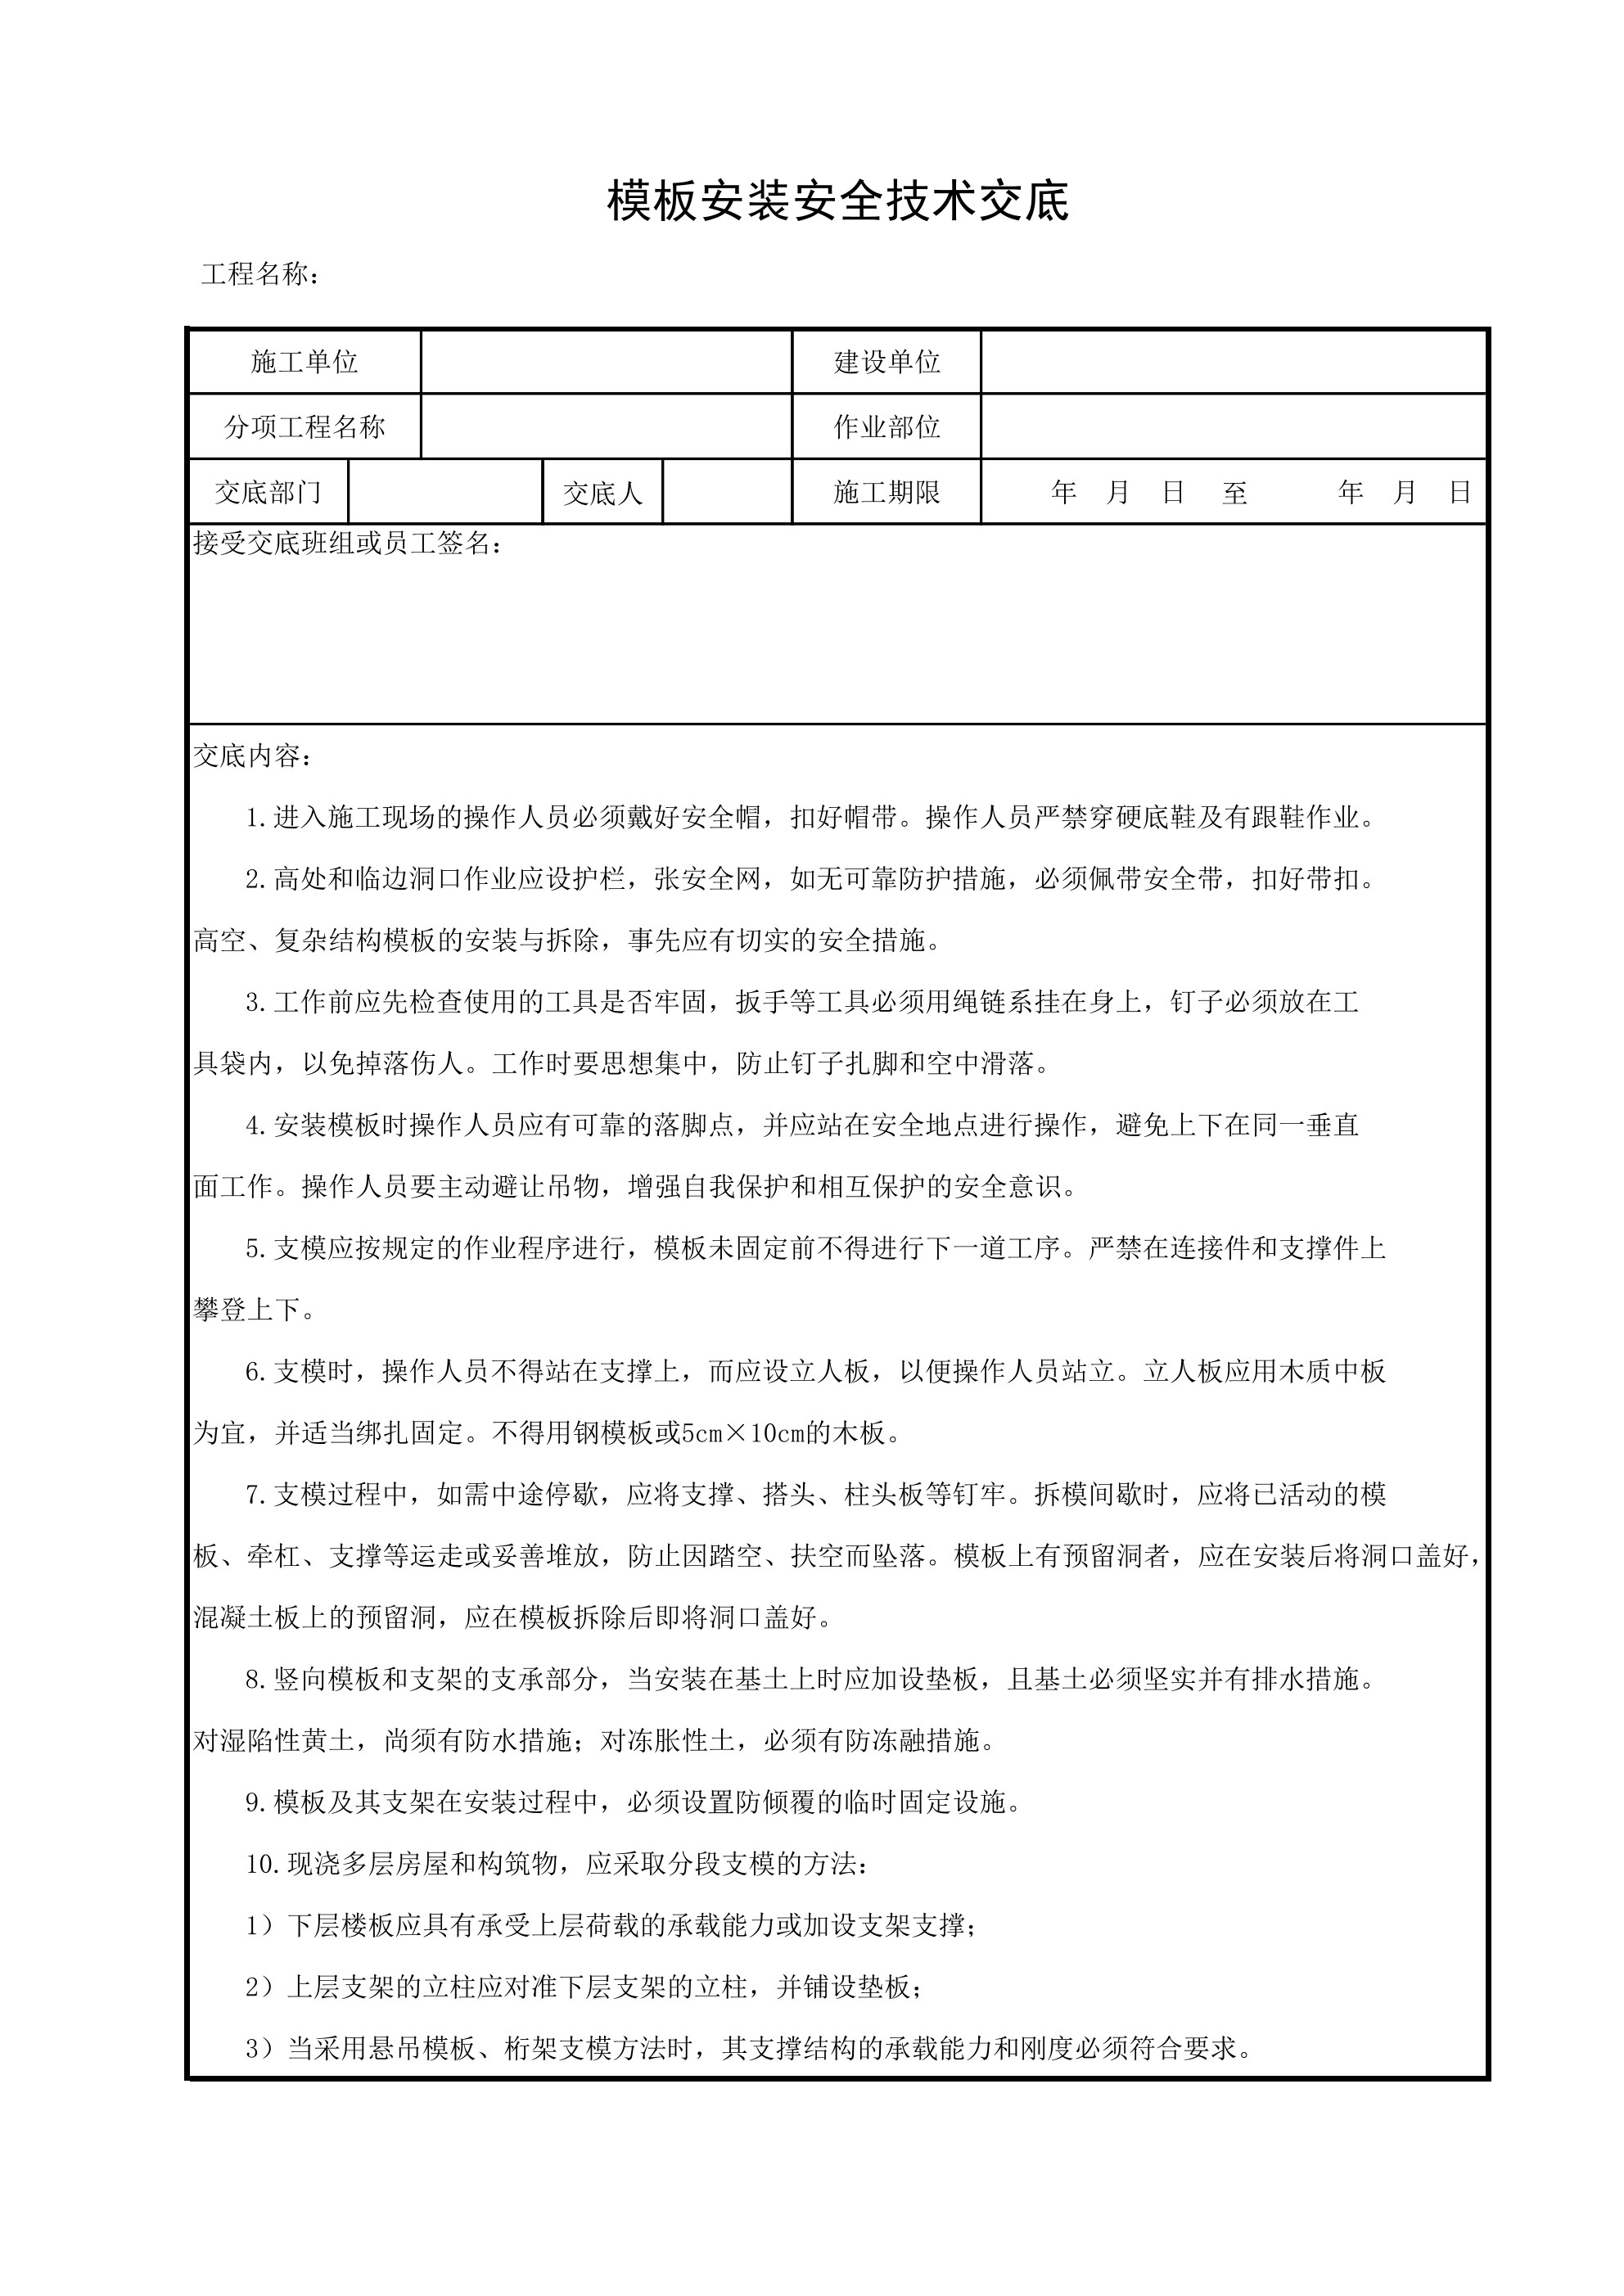 模板安装安全技术交底
工程名称：
施工单位 建设单位
分项工程名称 作业部位
交底部门 交底人 施工期限 年 月 日 至 年 月 日
接受交底班组或员工签名：
交底内容：
1.进入施工现场的操作人员必须戴好安全帽，扣好帽带。操作人员严禁穿硬底鞋及有跟鞋作业。
2.高处和临边洞口作业应设护栏，张安全网，如无可靠防护措施，必须佩带安全带，扣好带扣。
高空、复杂结构模板的安装与拆除，事先应有切实的安全措施。
3.工作前应先检查使用的工具是否牢固，扳手等工具必须用绳链系挂在身上，钉子必须放在工
具袋内，以免掉落伤人。工作时要思想集中，防止钉子扎脚和空中滑落。
4.安装模板时操作人员应有可靠的落脚点，并应站在安全地点进行操作，避免上下在同一垂直
面工作。操作人员要主动避让吊物，增强自我保护和相互保护的安全意识。
5.支模应按规定的作业程序进行，模板未固定前不得进行下一道工序。严禁在连接件和支撑件上
攀登上下。
6.支模时，操作人员不得站在支撑上，而应设立人板，以便操作人员站立。立人板应用木质中板
为宜，并适当绑扎固定。不得用钢模板或5cm×10cm的木板。
7.支模过程中，如需中途停歇，应将支撑、搭头、柱头板等钉牢。拆模间歇时，应将已活动的模
板、牵杠、支撑等运走或妥善堆放，防止因踏空、扶空而坠落。模板上有预留洞者，应在安装后将洞口盖好，
混凝土板上的预留洞，应在模板拆除后即将洞口盖好。
8.竖向模板和支架的支承部分，当安装在基土上时应加设垫板，且基土必须坚实并有排水措施。
对湿陷性黄土，尚须有防水措施；对冻胀性土，必须有防冻融措施。
9.模板及其支架在安装过程中，必须设置防倾覆的临时固定设施。
10.现浇多层房屋和构筑物，应采取分段支模的方法：
1）下层楼板应具有承受上层荷载的承载能力或加设支架支撑；
2）上层支架的立柱应对准下层支架的立柱，并铺设垫板；
3）当采用悬吊模板、桁架支模方法时，其支撑结构的承载能力和刚度必须符合要求。